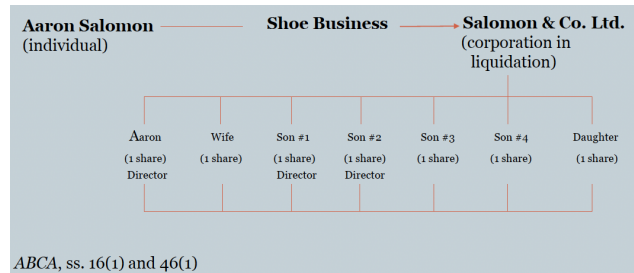 Aaron Salomon
(individual)
Shoe Business
Salomon & Co. Ltd.
(corporation in
liquidation)
Aaron
(1 share)
Director
Wife
(1 share)
Son #1
(1 share)
Director
Son #2
(1 share)
Director
Son #3
(1 share)
Son #4
(1 share)
Daughter
(1 share)
ABCA, ss. 16(1) and 46(1)